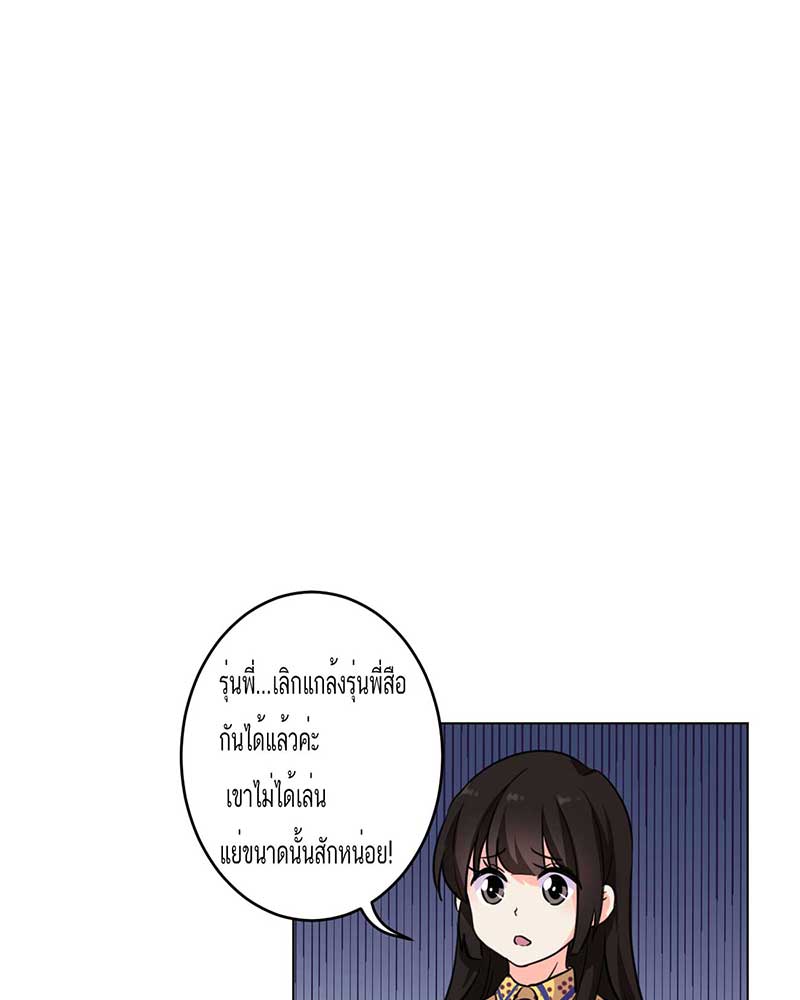 รุ่นพี่...เลิกแกล้งรุ่นพี่สือ
กันได้แล้วค่ะ
เขาไม่ได้เล่น
แย่ขนาดนั้นสักหน่อย!